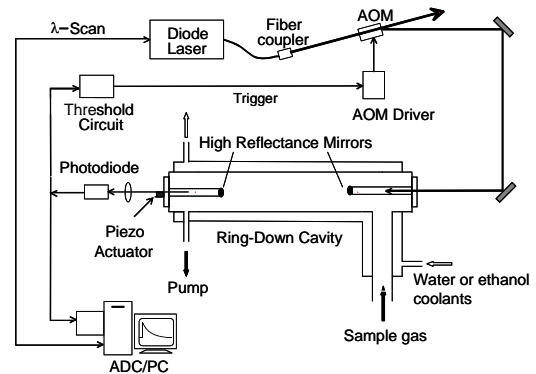 AOM
Fiber
coupler
λ-Scan
Diode
Laser
Threshold
Circuit
Trigger
AOM Driver
High Reflectance Mirrors
Photodiode
Piezo
Actuator
Ring-Down Cavity
Pump
Water or ethanol
coolants
Sample gas
ADC/PC